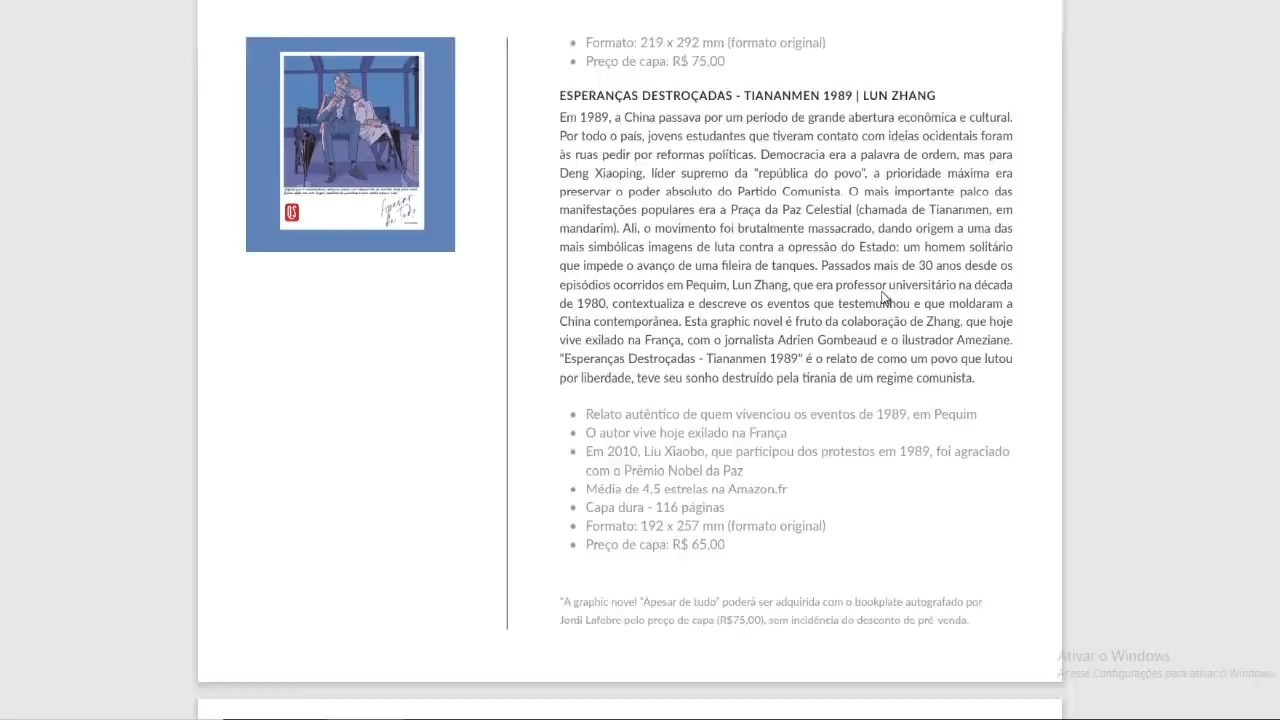 Formato: 219 x 292 mm (formato original)
Preço de capa: R$ 75,00
ESPERANÇAS DESTROÇADAS - TIANANMEN 1989 | LUN ZHANG
Em 1989, a China passava por um período de grande abertura econômica e cultural.
Por todo o país, jovens estudantes que tiveram contato com ideias ocidentais foram
às ruas pedir por reformas políticas. Democracia era a palavra de ordem, mas para
Deng Xiaoping, líder supremo da "república do povo", a prioridade máxima era
preservar o poder absoluto do Partido Comunista. O mais importante palco das
manifestações populares era a Praça da Paz Celestial (chamada de Tiananmen, em
mandarim). Ali, o movimento foi brutalmente massacrado, dando origem a uma das
mais simbólicas imagens de luta contra a opressão do Estado: um homem solitário
que impede o avanço de uma fileira de tanques. Passados mais de 30 anos desde os
episódios ocorridos em Pequim, Lun Zhang, que era professor universitário na década
de 1980, contextualiza e descreve os eventos que testemunhou e que moldaram a
China contemporânea. Esta graphic novel é fruto da colaboração de Zhang, que hoje
vive exilado na França, com o jornalista Adrien Gombeaud e o ilustrador Ameziane.
"Esperanças Destroçadas - Tiananmen 1989" é o relato de como um povo que lutou
por liberdade, teve seu sonho destruído pela tirania de um regime comunista.
Relato autêntico de quem vivenciou os eventos de 1989, em Pequim
O autor vive hoje exilado na França
Em 2010, Liu Xiaobo, que participou dos protestos em 1989, foi agraciado
com o Prêmio Nobel da Paz
Média de 4,5 estrelas na Amazon.fr
Capa dura - 116 páginas
Formato: 192 x 257 mm (formato original)
Preço de capa: R$ 65,00
"A graphic novel "Apesar de tudo" poderá ser adquirida com o bookplate autografado por
Jordi Lafebre pelo preço de capa (R$75,00), sem incidência do desconto de pré-venda.
QS
Apesar
de tudo
Ativar o Windows
Acesse Configurações para ativar o Windows